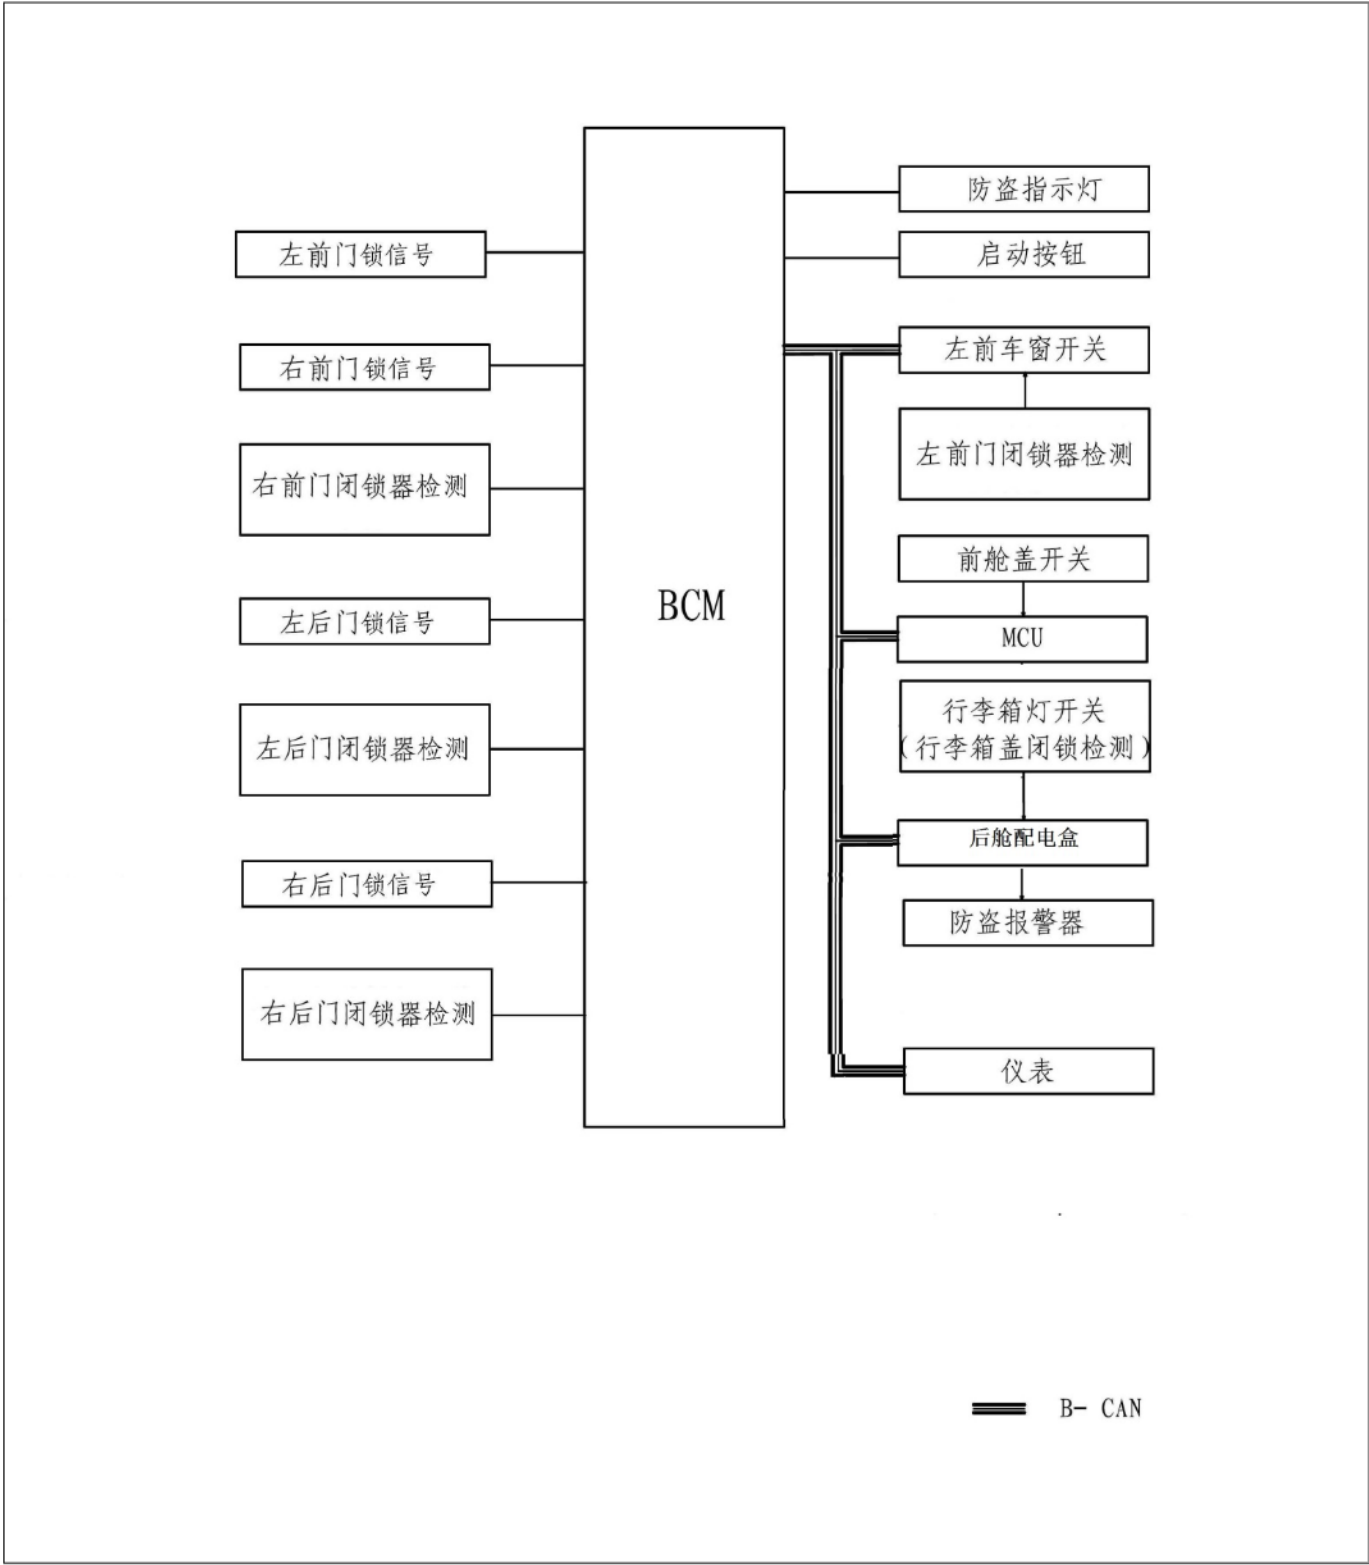 防盗指示灯
左前门锁信号
启动按钮
右前门锁信号
左前车窗开关
右前门闭锁器检测
左前门闭锁器检测
前舱盖开关
左后门锁信号
BCM
MCU
左后门闭锁器检测
行李箱灯开关
（行李箱盖闭锁检测）
后舱配电盒
右后门锁信号
防盗报警器
右后门闭锁器检测
仪表
B- CAN